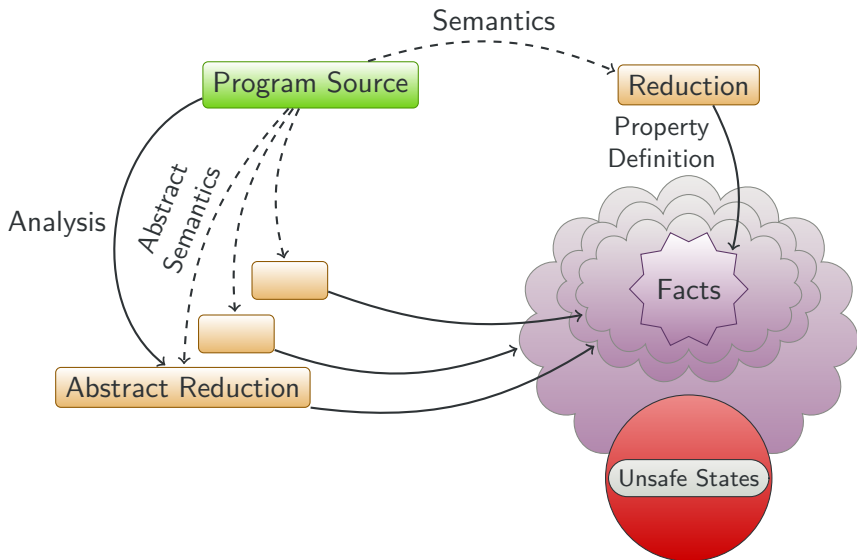 Semantics
Program Source
Reduction
Property
Definition
Abstract
Semantics
Analysis
Facts
Abstract Reduction
Unsafe States